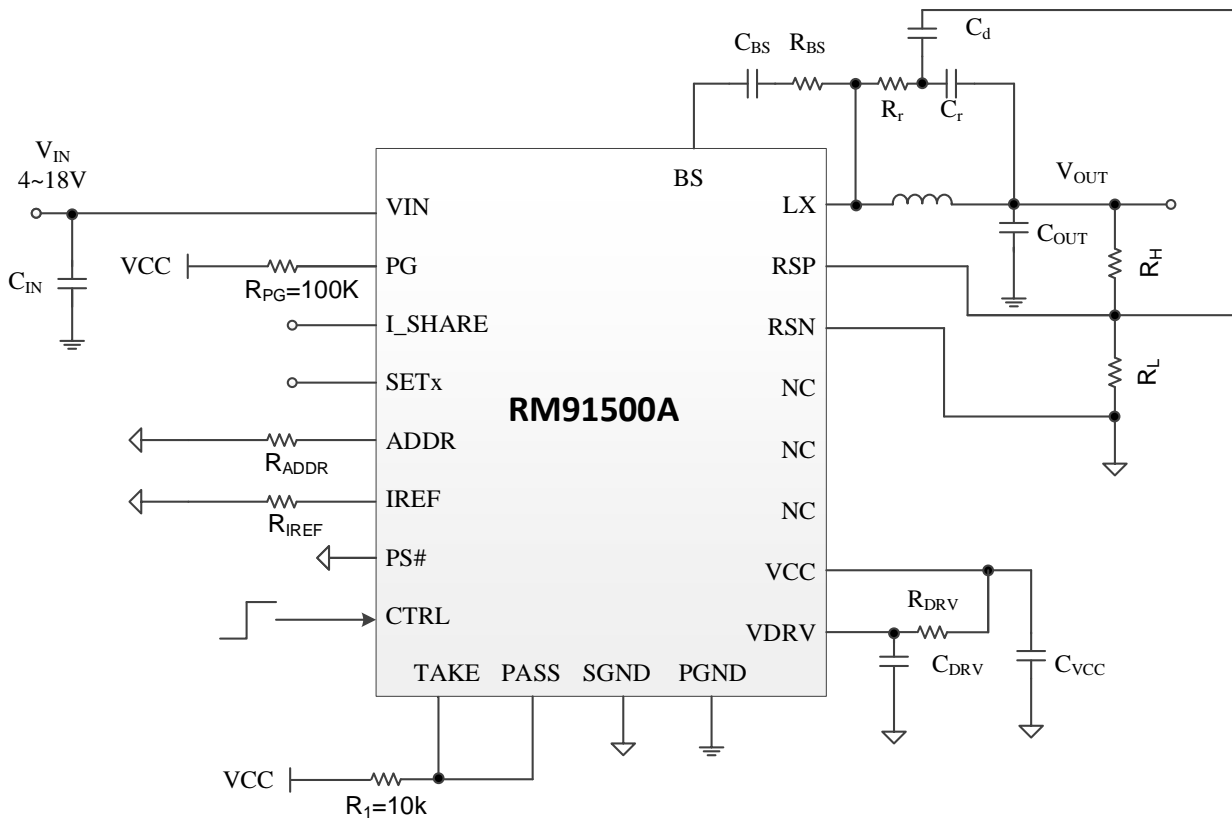 C_d
C_BS R_BS
R_r C_r
V_IN
4~18V
BS
V_OUT
VIN
LX
C_OUT
R_H
VCC
PG
RSP
C_IN
R_PG=100K
I_SHARE
RSN
SETx
NC
R_L
RM91500A
ADDR
NC
R_ADDR
IREF
NC
R_IREF
PS#
VCC
R_DRV
CTRL
VDRV
C_DRV
C_VCC
TAKE PASS SGND PGND
VCC
R_1=10k